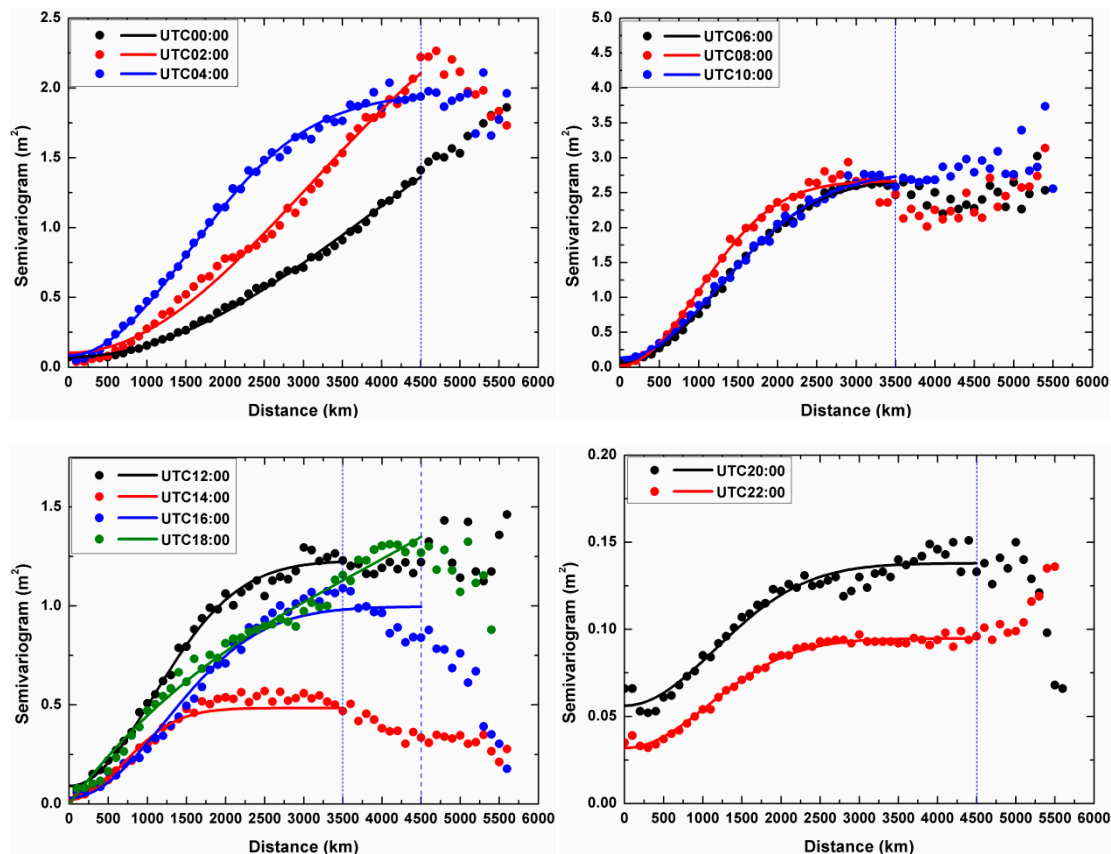 UTC00:00
UTC02:00
UTC04:00
2.5
2.0
1.5
1.0
0.5
0.0
Semivariogram (m²)
0 500 1000 1500 2000 2500 3000 3500 4000 4500 5000 5500 6000
Distance (km)
UTC06:00
UTC08:00
UTC10:00
5.0
4.5
4.0
3.5
3.0
2.5
2.0
1.5
1.0
0.5
0.0
Semivariogram (m²)
0 500 1000 1500 2000 2500 3000 3500 4000 4500 5000 5500 6000
Distance (km)
UTC12:00
UTC14:00
UTC16:00
UTC18:00
1.5
1.0
0.5
0.0
Semivariogram (m²)
0 500 1000 1500 2000 2500 3000 3500 4000 4500 5000 5500 6000
Distance (km)
UTC20:00
UTC22:00
0.20
0.15
0.10
0.05
0.00
Semivariogram (m²)
0 500 1000 1500 2000 2500 3000 3500 4000 4500 5000 5500 6000
Distance (km)